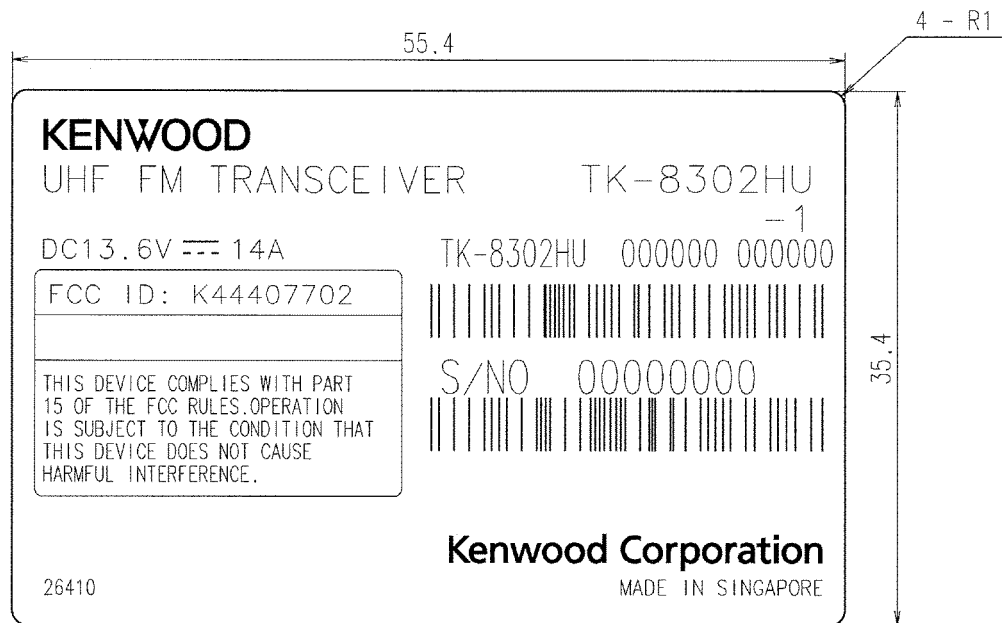 4 - R1
55.4
KENWOOD
UHF FM TRANSCEIVER TK-8302HU
-1
DC13.6V ⎓ 14A
TK-8302HU 000000 000000
FCC ID: K44407702
S/NO 00000000
THIS DEVICE COMPLIES WITH PART
15 OF THE FCC RULES.OPERATION
IS SUBJECT TO THE CONDITION THAT
THIS DEVICE DOES NOT CAUSE
HARMFUL INTERFERENCE.
35.4
Kenwood Corporation
26410
MADE IN SINGAPORE